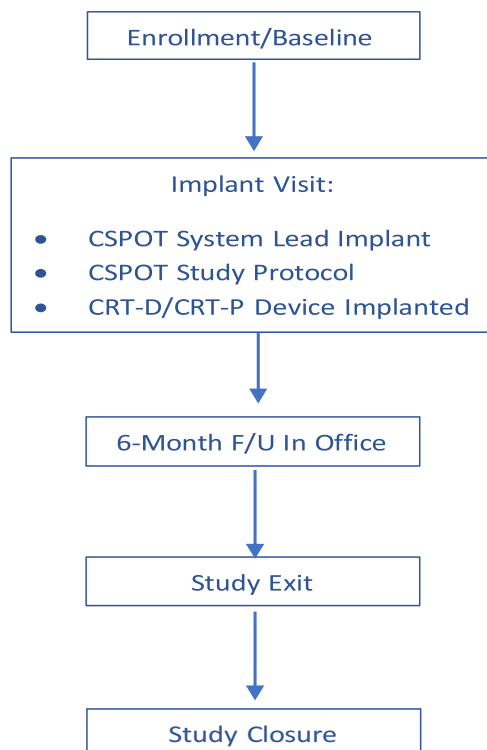 Enrollment/Baseline
Implant Visit:
• CSPOT System Lead Implant
• CSPOT Study Protocol
• CRT-D/CRT-P Device Implanted
6-Month F/U In Office
Study Exit
Study Closure